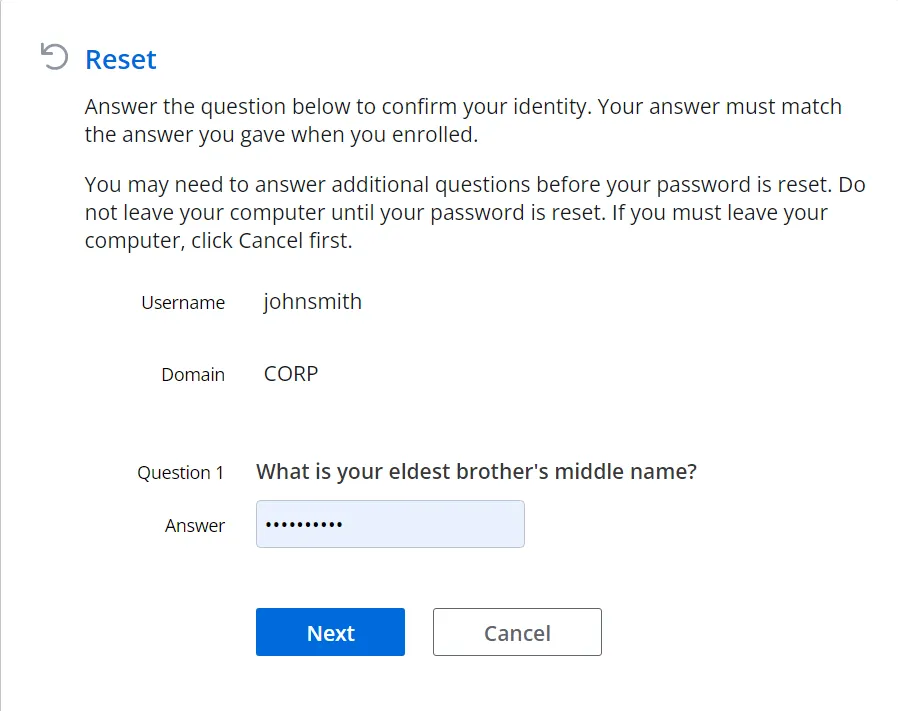 Reset
Answer the question below to confirm your identity. Your answer must match
the answer you gave when you enrolled.
You may need to answer additional questions before your password is reset. Do
not leave your computer until your password is reset. If you must leave your
computer, click Cancel first.
Username johnsmith
Domain CORP
Question 1 What is your eldest brother's middle name?
Answer ••••••••••
Next Cancel